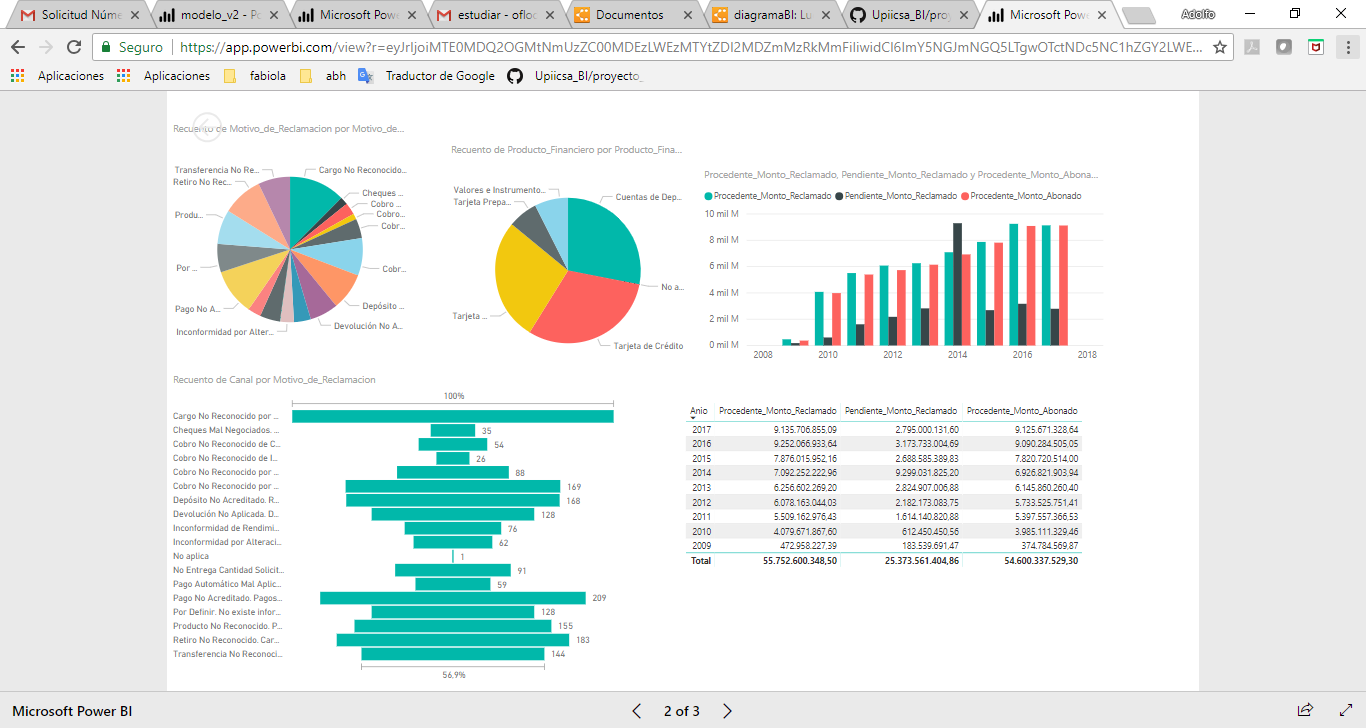 Solicitud Núme
modelo_v2 - Po
Microsoft Powe
estudiar - ofloc
Documentos
diagramaBI: Lu
Upiicsa_BI/proy
Microsoft Powe
Adolfo
Seguro
Aplicaciones
Aplicaciones
fabiola
abh
Traductor de Google
Upiicsa_BI/proyecto_
Recuento de Motivo_de_Reclamacion por Motivo_de...
Transferencia No Re...
Cargo No Reconocido...
Retiro No Rec...
Cheques ...
Cobro ...
Produ...
Cobro...
Cobr...
Por ...
Cobr...
Pago No A...
Depósito ...
Inconformidad por Alter...
Devolución No A...
Recuento de Producto_Financiero por Producto_Fina...
Valores e Instrumento...
Cuentas de Dep...
Tarjeta Prepa...
No a...
Tarjeta ...
Tarjeta de Crédito
Procedente_Monto_Reclamado, Pendiente_Monto_Reclamado y Procedente_Monto_Abona...
Procedente_Monto_Reclamado Pendiente_Monto_Reclamado Procedente_Monto_Abonado
10 mil M
8 mil M
6 mil M
4 mil M
2 mil M
0 mil M
2008 2010 2012 2014 2016 2018
Recuento de Canal por Motivo_de_Reclamacion
100%
Cargo No Reconocido por ...
Cheques Mal Negociados. ... 35
Cobro No Reconocido de C... 54
Cobro No Reconocido de I... 26
Cobro No Reconocido por ... 88
Cobro No Reconocido por ... 169
Depósito No Acreditado. R... 168
Devolución No Aplicada. D... 128
Inconformidad de Rendimi... 76
Inconformidad por Alteraci... 62
No aplica 1
No Entrega Cantidad Solicit... 91
Pago Automático Mal Aplic... 59
Pago No Acreditado. Pagos... 209
Por Definir. No existe infor... 128
Producto No Reconocido. P... 155
Retiro No Reconocido. Car... 183
Transferencia No Reconoci... 144
56.9%
Anio Procedente_Monto_Reclamado Pendiente_Monto_Reclamado Procedente_Monto_Abonado
2017 9.135.706.855,09 2.795.000.131,60 9.125.671.328,64
2016 9.252.066.933,64 3.173.733.004,69 9.090.284.505,05
2015 7.876.015.952,16 2.688.585.389,83 7.820.720.514,00
2014 7.092.252.222,96 9.299.031.825,20 6.926.821.903,94
2013 6.256.602.269,20 2.824.907.006,88 6.145.860.260,40
2012 6.078.163.044,03 2.182.173.083,75 5.733.525.751,41
2011 5.509.162.976,43 1.614.140.820,88 5.397.557.366,53
2010 4.079.671.867,60 612.450.450,56 3.985.111.329,46
2009 472.958.227,39 183.539.691,47 374.784.569,87
Total 55.752.600.348,50 25.373.561.404,86 54.600.337.529,30
Microsoft Power BI
2 of 3